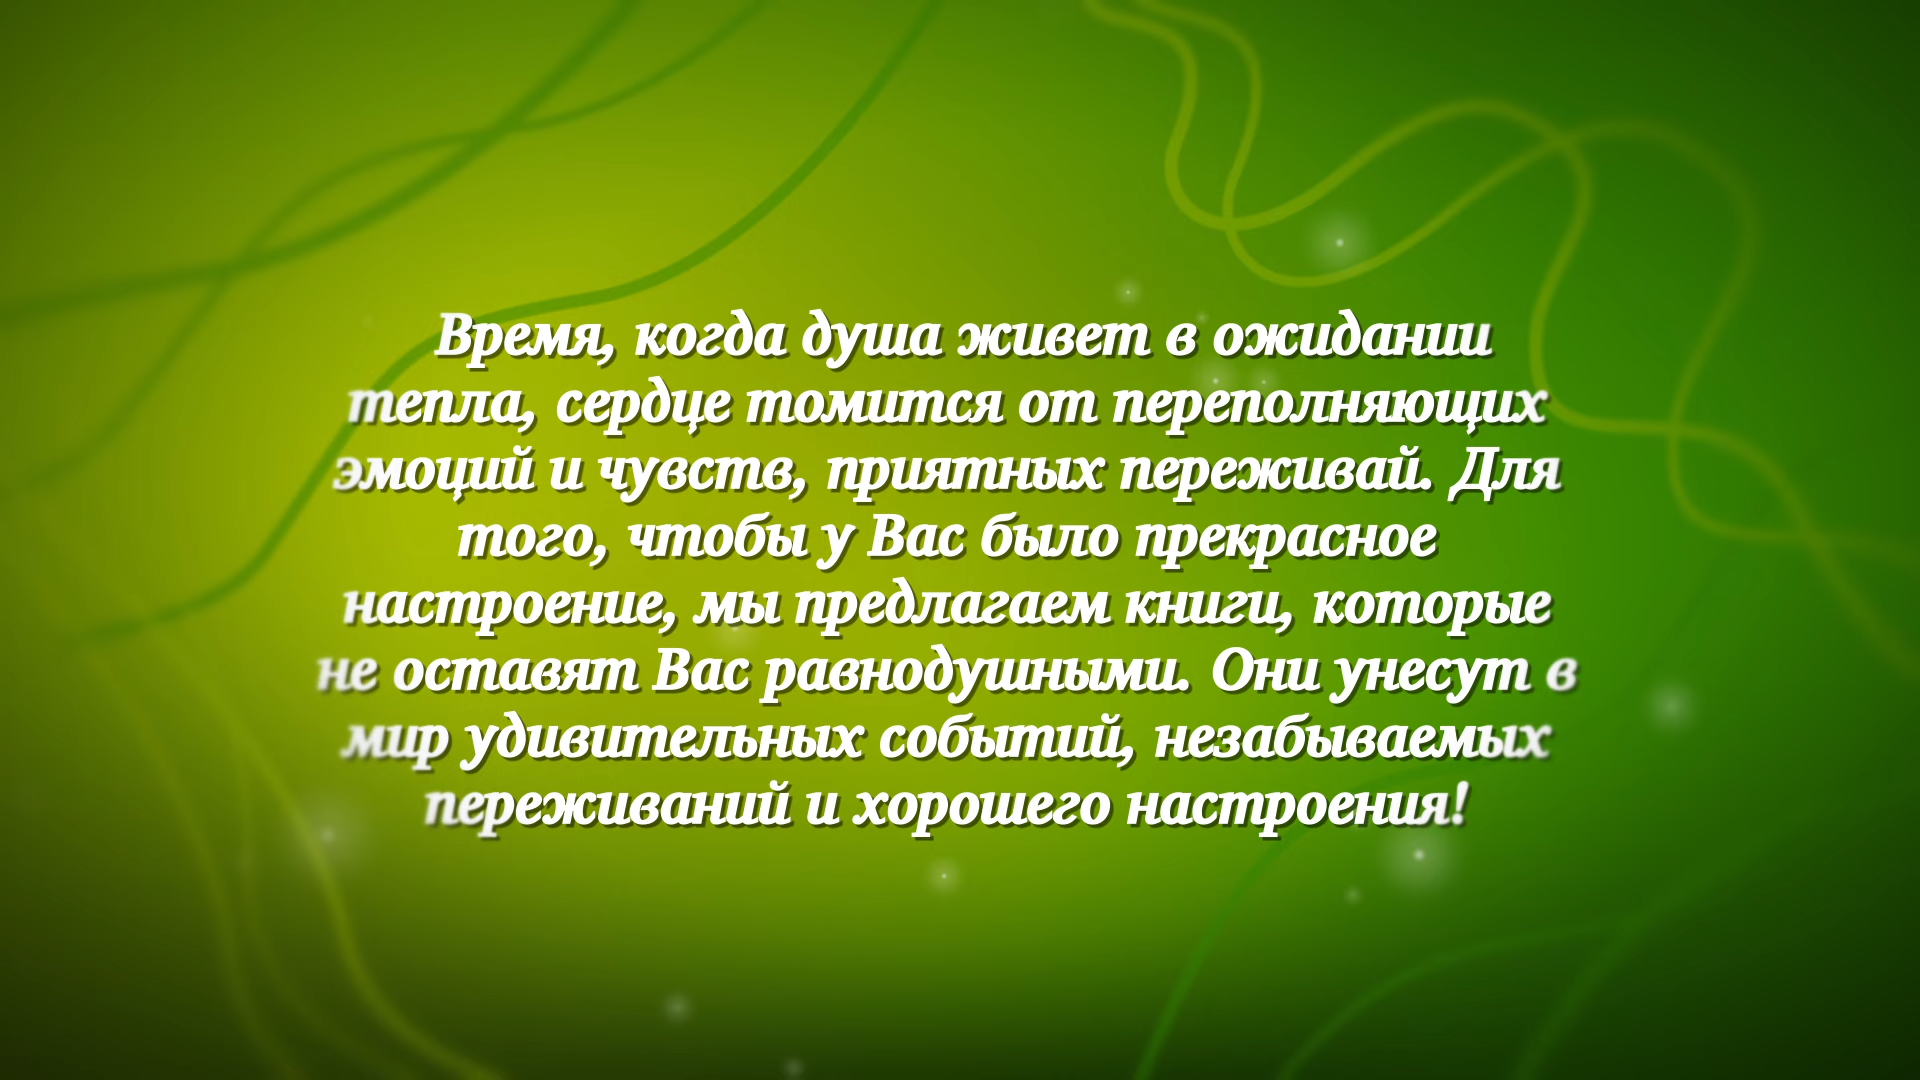 Время, когда душа живет в ожидании
тепла, сердце томится от переполняющих
эмоций и чувств, приятных переживай. Для
того, чтобы у Вас было прекрасное
настроение, мы предлагаем книги, которые
не оставят Вас равнодушными. Они унесут в
мир удивительных событий, незабываемых
переживаний и хорошего настроения!